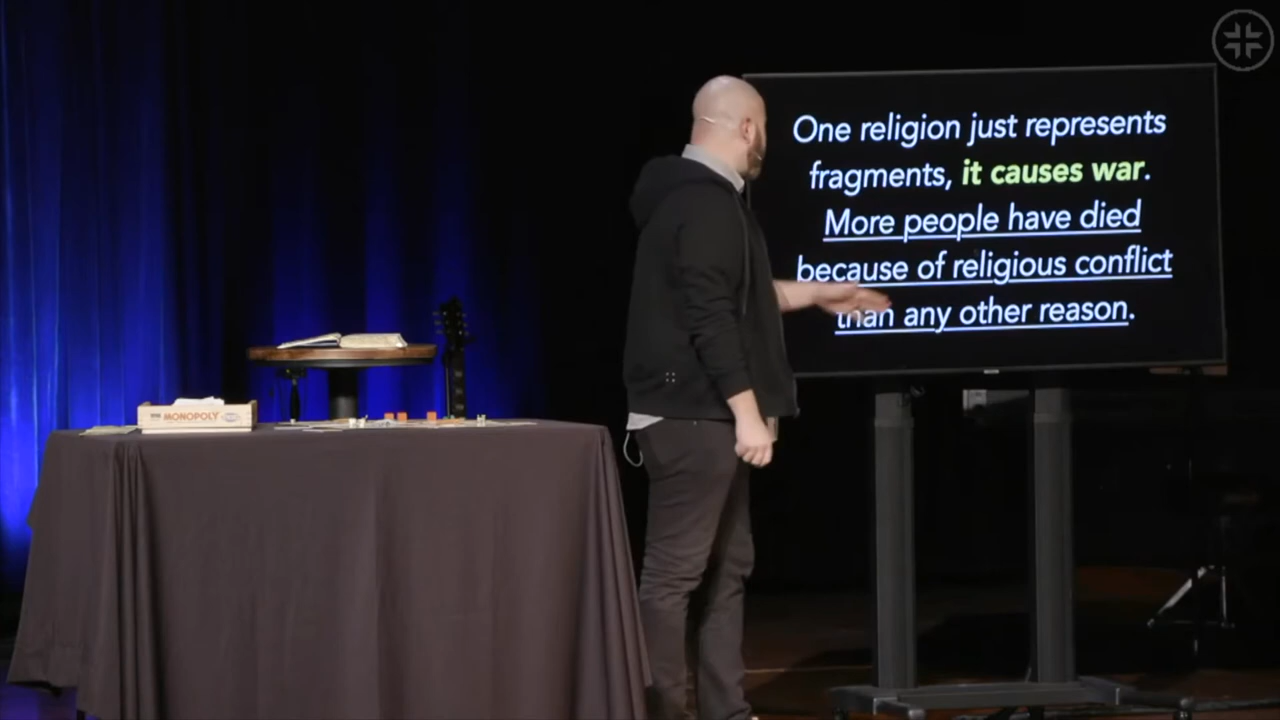 One religion just represents
fragments, it causes war.
More people have died
because of religious conflict
than any other reason.
MONOPOLY